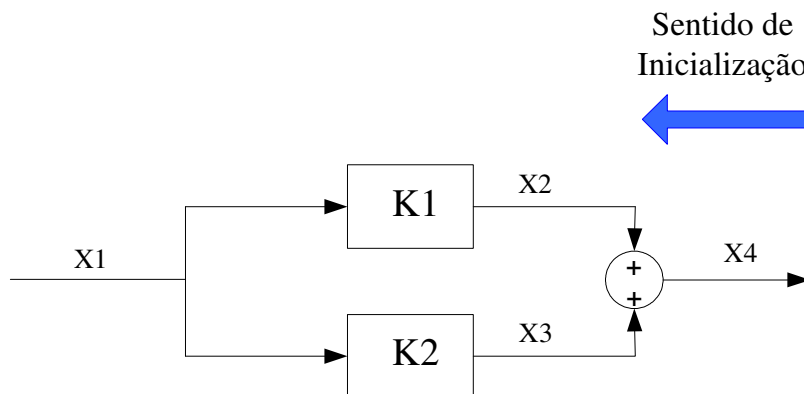 Sentido de
Inicialização
K1
X2
X1
+
+
X4
K2
X3